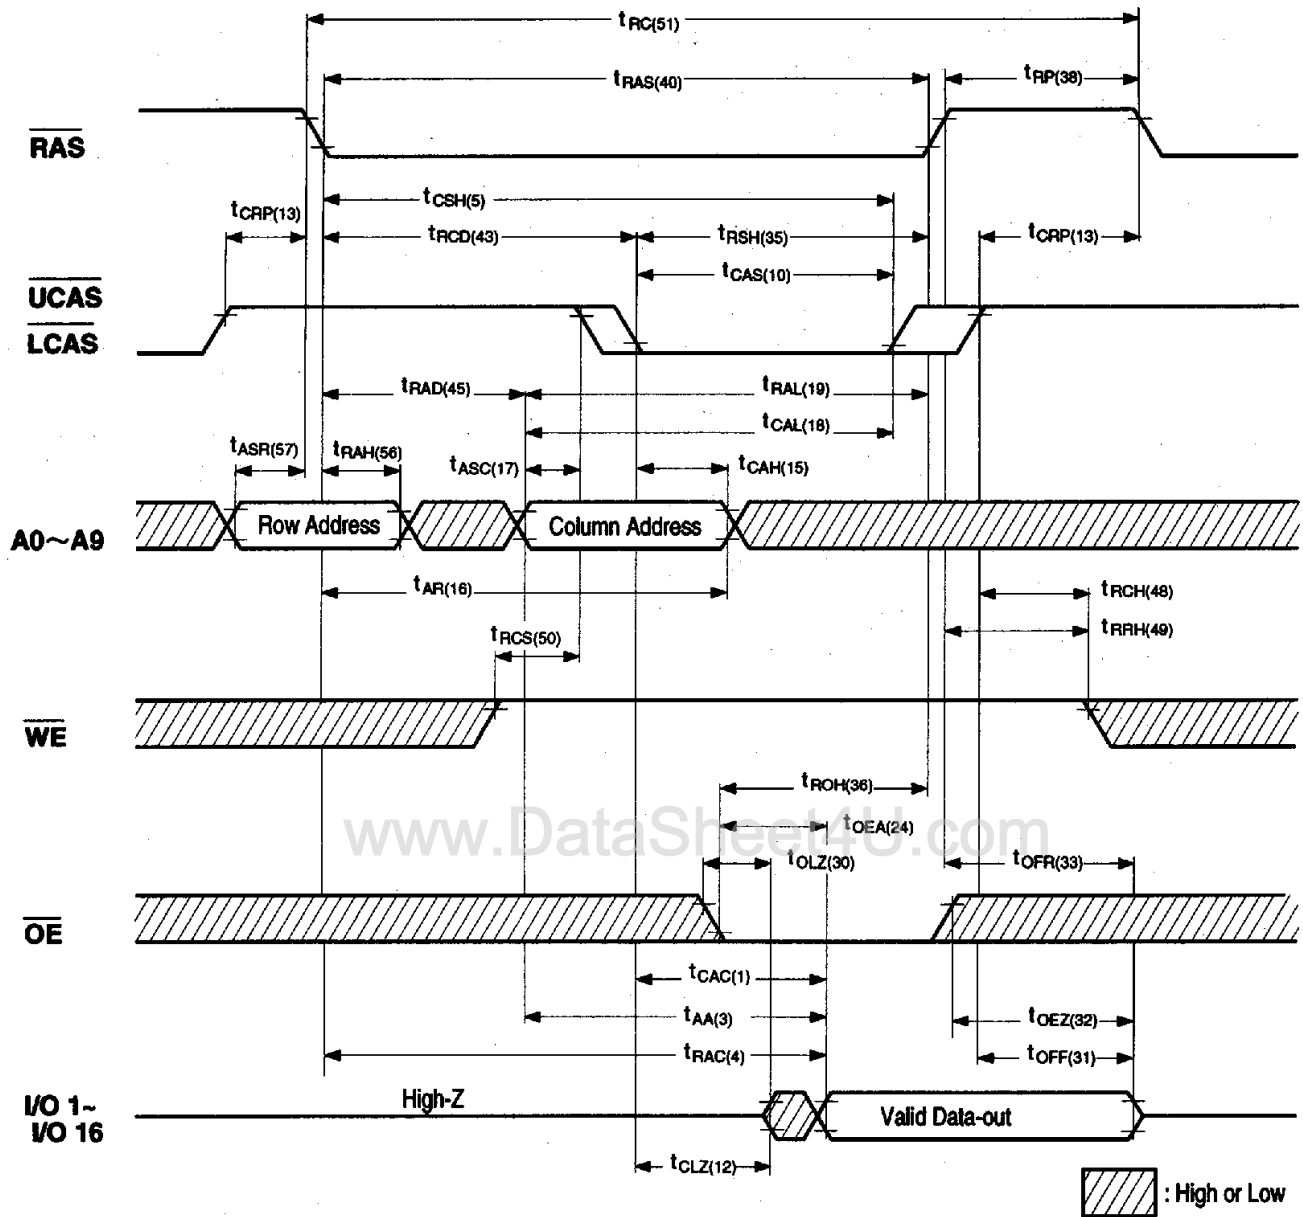 tRC(51)
tRAS(40)
tRP(38)
RAS
tCSH(5)
tCRP(13)
tRCD(43)
tRSH(35)
tCRP(13)
tCAS(10)
UCAS
LCAS
tRAD(45)
tRAL(19)
tCAL(18)
tASR(57)
tRAH(56)
tASC(17)
tCAH(15)
A0~A9
Row Address
Column Address
tAR(16)
tRCH(48)
tRCS(50)
tRRH(49)
WE
tROH(36)
www.DataSheet4U.com
tOEA(24)
tOLZ(30)
tOFR(33)
OE
tCAC(1)
tAA(3)
tOEZ(32)
tRAC(4)
tOFF(31)
I/O 1~
I/O 16
High-Z
Valid Data-out
tCLZ(12)
: High or Low